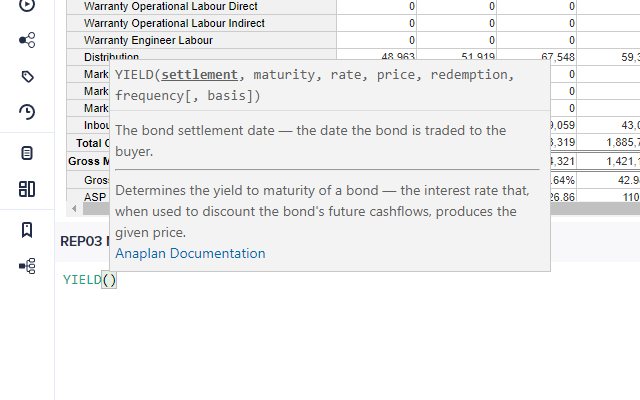 Warranty Operational Labour Direct 0 0 0
Warranty Operational Labour Indirect 0 0 0
Warranty Engineer Labour 0 0 0
Distribution 48,963 51,919 67,548 59,3
Mark 0
Mark 0
Mark 0
Inbou 9,059 43,0
Total C 3,319 1,885,7
Gross M 4,321 1,421,1
Gros .64% 42.9
ASP 26.86 110
YIELD(settlement, maturity, rate, price, redemption,
frequency[, basis])
The bond settlement date — the date the bond is traded to the
buyer.
Determines the yield to maturity of a bond — the interest rate that,
when used to discount the bond's future cashflows, produces the
given price.
Anaplan Documentation
REP03
YIELD()